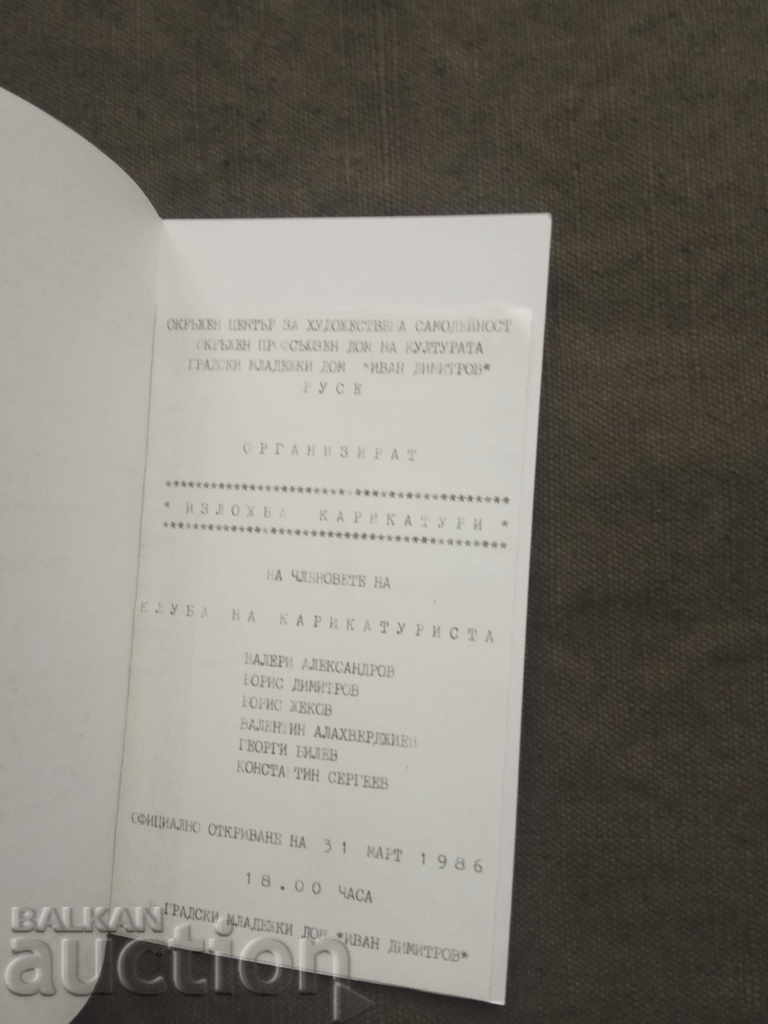 ОКРЪЖЕН ЦЕНТЪР ЗА ХУДОЖЕСТВЕНА САМОДЕЙНОСТ
ОКРЪЖЕН ПРОФСЪЮЗЕН ДОМ НА КУЛТУРАТА
ГРАДСКИ МЛАДЕЖКИ ДОМ *ИВАН ДИМИТРОВ*
РУСЕ
ОРГАНИЗИРАТ
* ИЗЛОЖБА КАРИКАТУРИ *
НА ЧЛЕНОВЕТЕ НА
КЛУБА НА КАРИКАТУРИСТА
ВАЛЕРИ АЛЕКСАНДРОВ
БОРИС ДИМИТРОВ
БОРИС ЖЕКОВ
ВАЛЕНТИН АЛАХВЕРДЖИЕВ
ГЕОРГИ
КОНСТАНТИН СЕРГЕЕВ
ОФИЦИАЛНО ОТКРИВАНЕ НА 31 МАРТ 1986
18.00 ЧАСА
ГРАДСКИ МЛАДЕЖКИ ДОМ *ИВАН ДИМИТРОВ*
BALKAN
auction